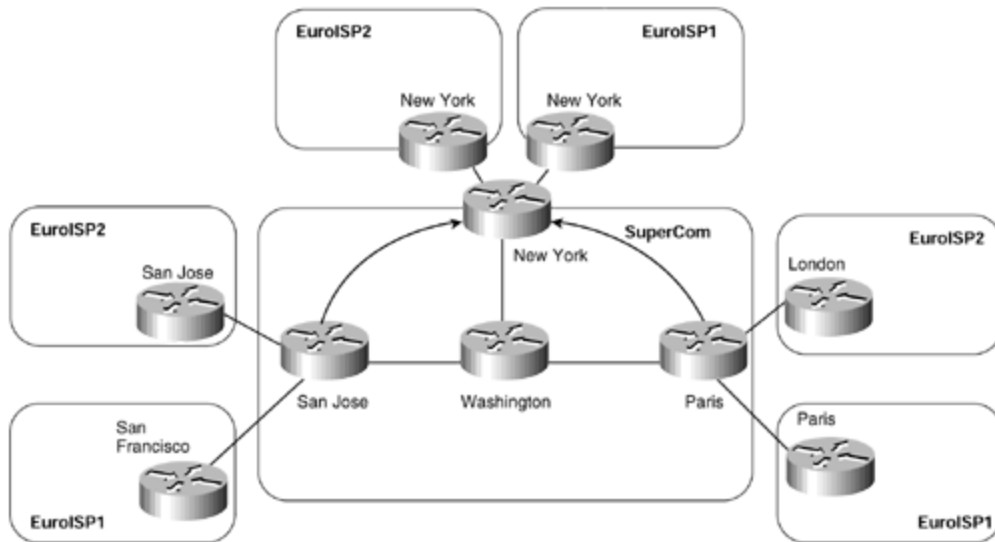 EuroISP2
EuroISP1
New York
New York
EuroISP2
SuperCom
EuroISP2
New York
San Jose
London
San Jose
Washington
Paris
San
Francisco
Paris
EuroISP1
EuroISP1